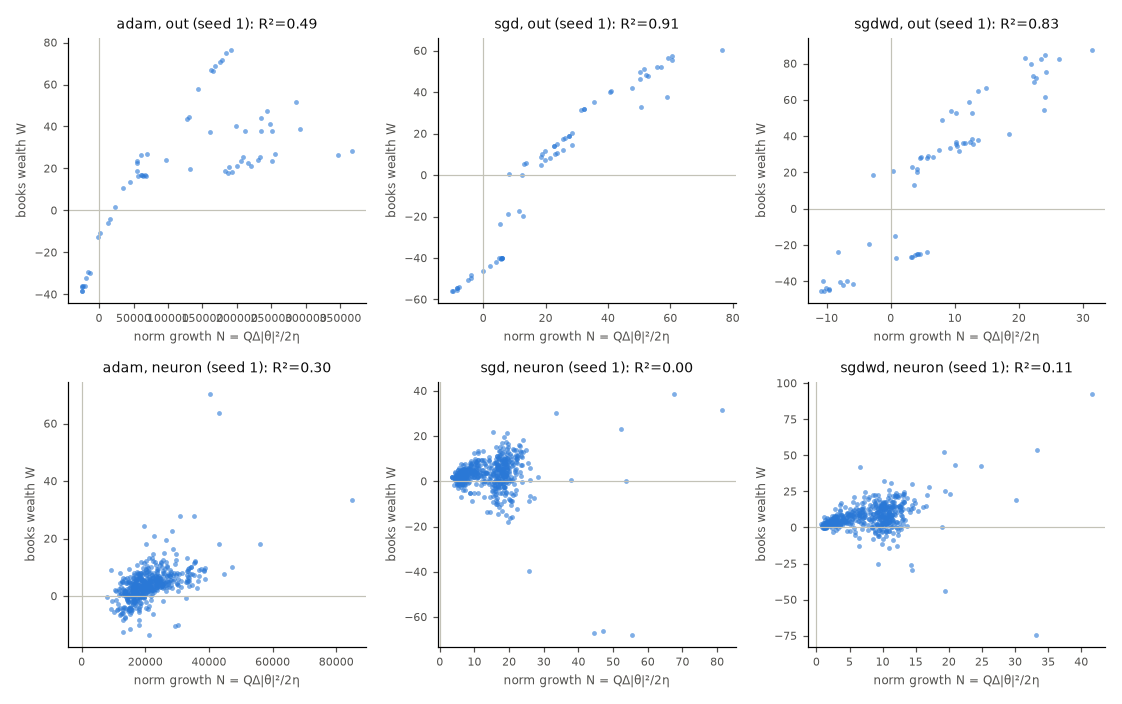 adam, out (seed 1): R²=0.49
80
60
40
20
0
−20
−40
books wealth W
0 50000 100000 150000 200000 250000 300000 350000
norm growth N = QΔ|θ|²/2η
sgd, out (seed 1): R²=0.91
60
40
20
0
−20
−40
−60
books wealth W
0 20 40 60 80
norm growth N = QΔ|θ|²/2η
sgdwd, out (seed 1): R²=0.83
80
60
40
20
0
−20
−40
books wealth W
−10 0 10 20 30
norm growth N = QΔ|θ|²/2η
adam, neuron (seed 1): R²=0.30
60
40
20
0
books wealth W
0 20000 40000 60000 80000
norm growth N = QΔ|θ|²/2η
sgd, neuron (seed 1): R²=0.00
40
20
0
−20
−40
−60
books wealth W
0 10 20 30 40 50 60 70 80
norm growth N = QΔ|θ|²/2η
sgdwd, neuron (seed 1): R²=0.11
100
75
50
25
0
−25
−50
−75
books wealth W
0 5 10 15 20 25 30 35 40
norm growth N = QΔ|θ|²/2η